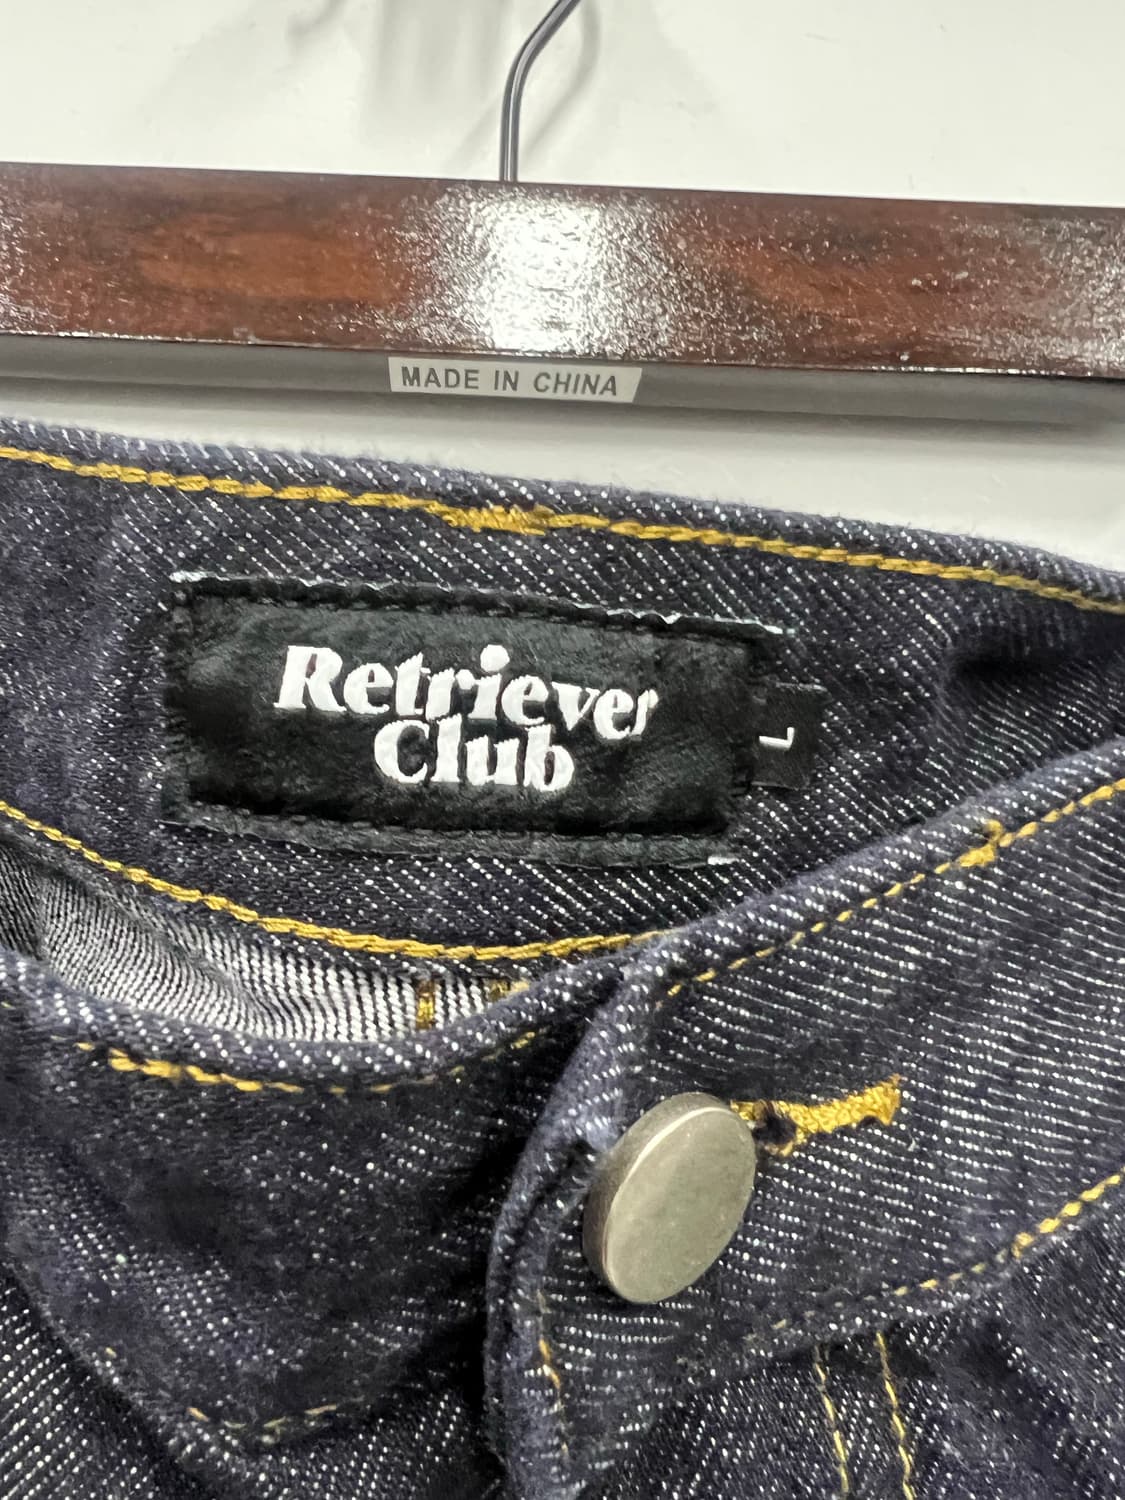 MADE IN CHINA
Retriever
Club
L